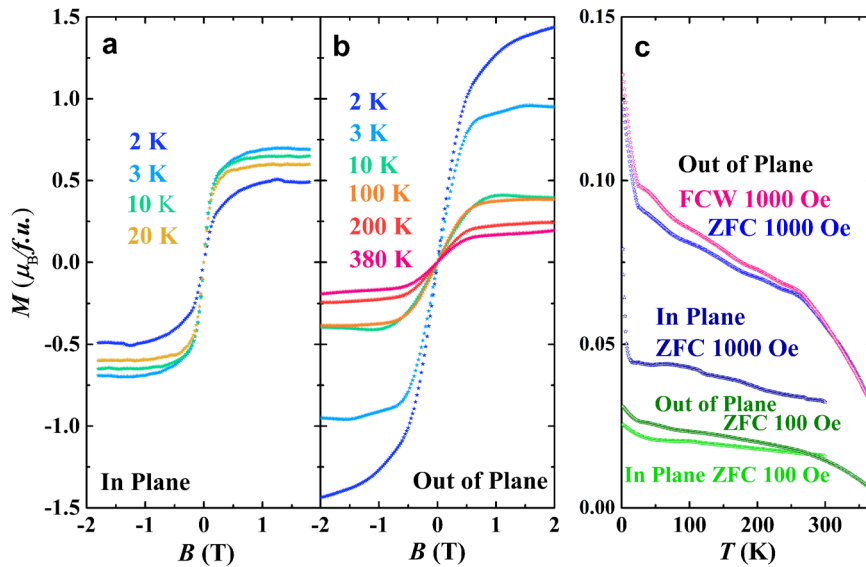 a
b
c
M (μB/f.u.)
1.5
1.0
0.5
0.0
-0.5
-1.0
-1.5
2 K
3 K
10 K
20 K
In Plane
-2
-1
0
1
B (T)
2 K
3 K
10 K
100 K
200 K
380 K
Out of Plane
-2
-1
0
1
2
B (T)
0.15
0.10
0.05
0.00
Out of Plane
FCW 1000 Oe
ZFC 1000 Oe
In Plane
ZFC 1000 Oe
Out of Plane
ZFC 100 Oe
In Plane ZFC 100 Oe
0
100
200
300
T (K)